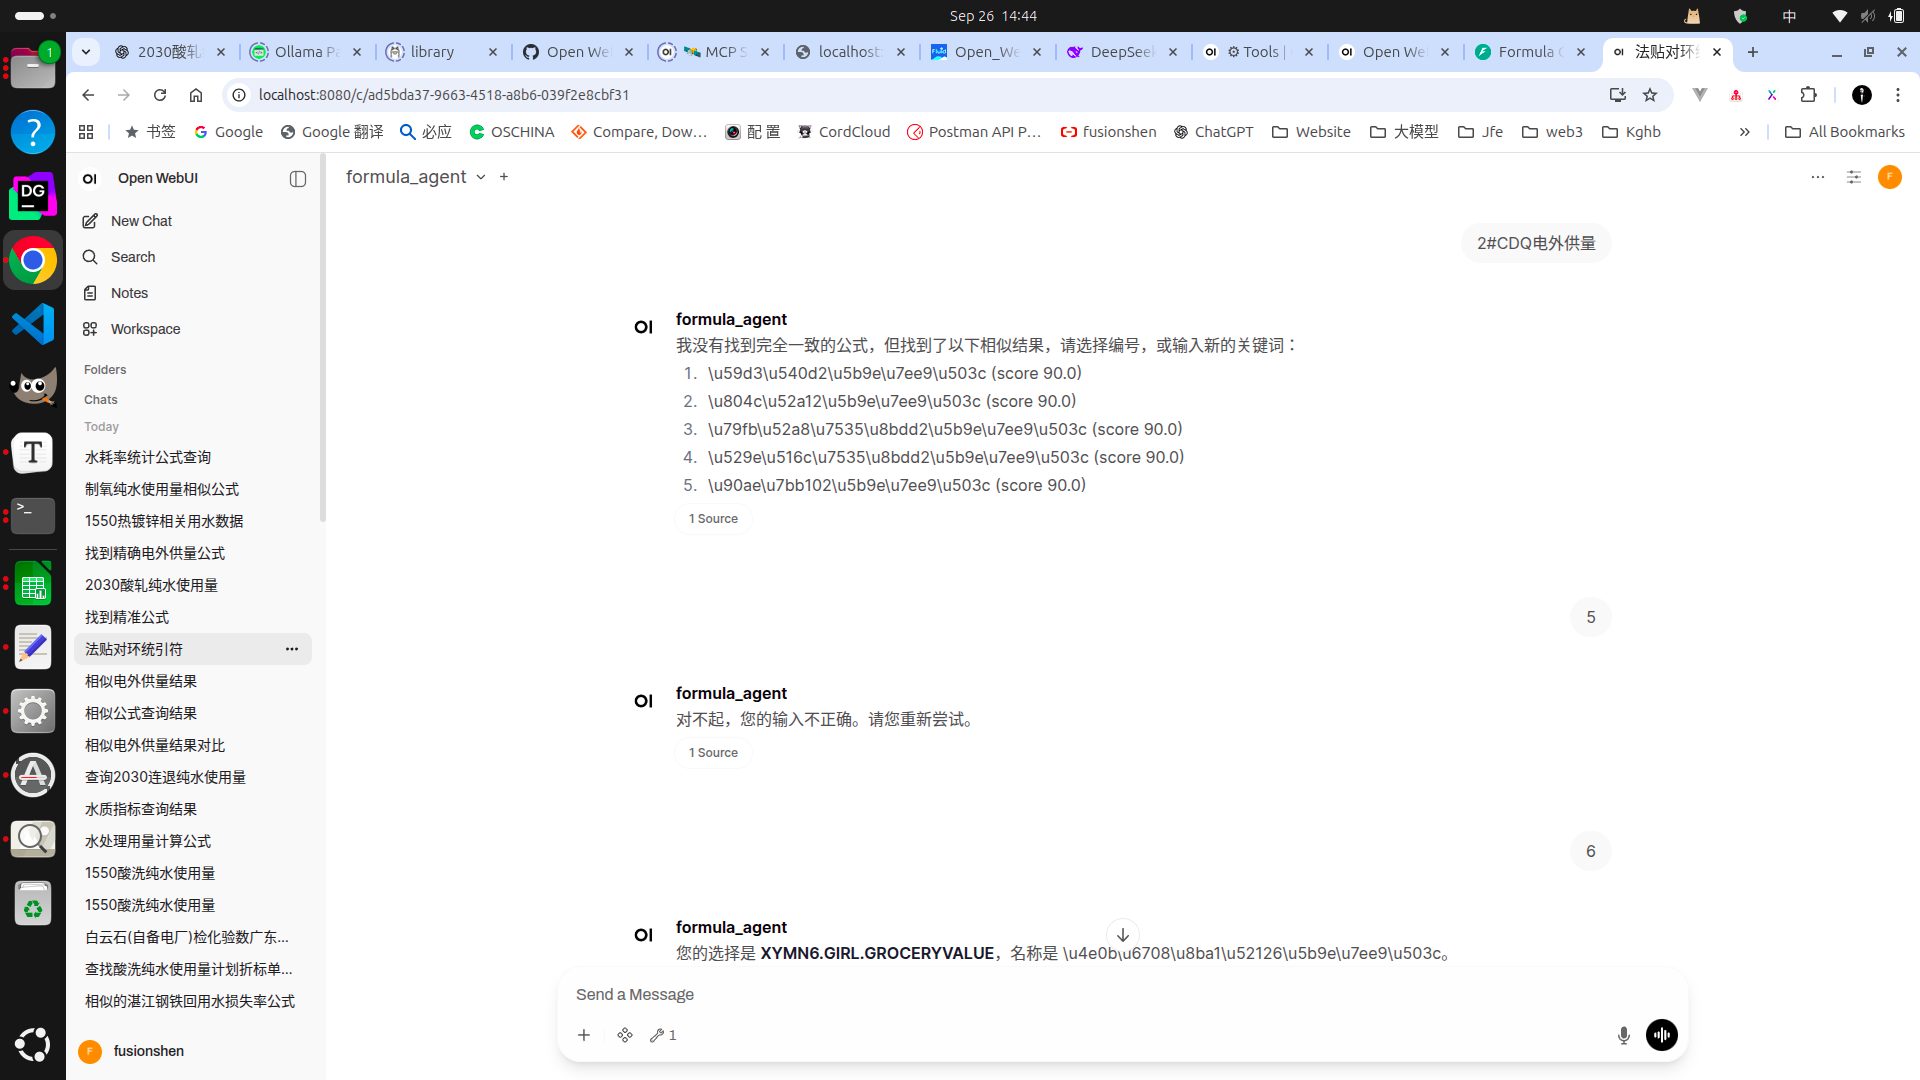 Sep 26 14:44
中
1
2030酸轧
Ollama Pa
library
Open We
MCP S
localhost:
Open_We
DeepSeek
Tools |
Open We
Formula C
法贴对环统
localhost:8080/c/ad5bda37-9663-4518-a8b6-039f2e8cbf31
书签
Google
Google 翻译
必应
OSCHINA
Compare, Dow…
配 置
CordCloud
Postman API P…
fusionshen
ChatGPT
Website
大模型
Jfe
web3
Kghb
All Bookmarks
OI Open WebUI
New Chat
Search
Notes
Workspace
Folders
Chats
Today
水耗率统计公式查询
制氧纯水使用量相似公式
1550热镀锌相关用水数据
找到精确电外供量公式
2030酸轧纯水使用量
找到精准公式
法贴对环统引符
相似电外供量结果
相似公式查询结果
相似电外供量结果对比
查询2030连退纯水使用量
水质指标查询结果
水处理用量计算公式
1550酸洗纯水使用量
1550酸洗纯水使用量
白云石(自备电厂)检化验数广东...
查找酸洗纯水使用量计划折标单...
相似的湛江钢铁回用水损失率公式
F fusionshen
formula_agent
F
2#CDQ电外供量
OI formula_agent
我没有找到完全一致的公式，但找到了以下相似结果，请选择编号，或输入新的关键词：
1. \u59d3\u540d2\u5b9e\u7ee9\u503c (score 90.0)
2. \u804c\u52a12\u5b9e\u7ee9\u503c (score 90.0)
3. \u79fb\u52a8\u7535\u8bdd2\u5b9e\u7ee9\u503c (score 90.0)
4. \u529e\u516c\u7535\u8bdd2\u5b9e\u7ee9\u503c (score 90.0)
5. \u90ae\u7bb102\u5b9e\u7ee9\u503c (score 90.0)
1 Source
5
OI formula_agent
对不起，您的输入不正确。请您重新尝试。
1 Source
6
OI formula_agent
您的选择是 XYMN6.GIRL.GROCERYVALUE，名称是 \u4e0b\u6708\u8ba1\u52126\u5b9e\u7ee9\u503c。
Send a Message
1